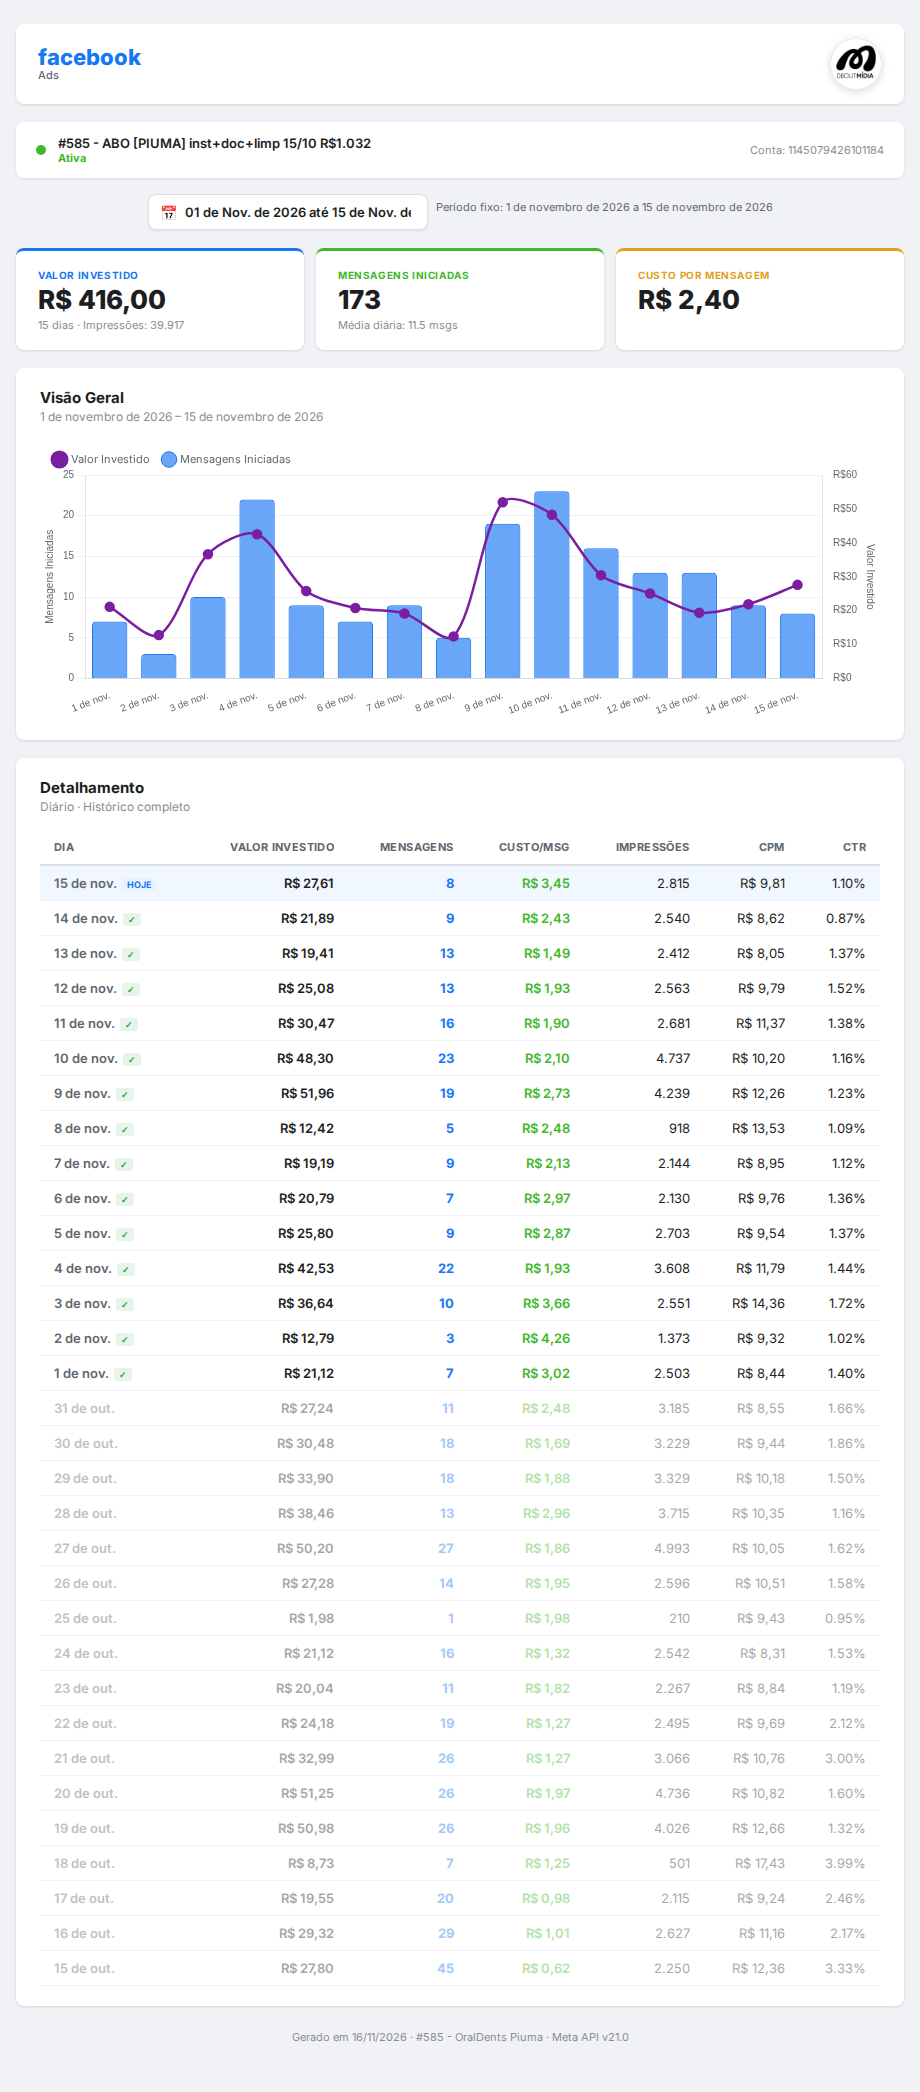 facebook
Ads
DBOUTMÍDIA
#585 - ABO [PIUMA] inst+doc+limp 15/10 R$1.032
Ativa
Conta: 1145079426101184
📅 01 de Nov. de 2026 até 15 de Nov. de
Período fixo: 1 de novembro de 2026 a 15 de novembro de 2026
VALOR INVESTIDO
R$ 416,00
15 dias · Impressões: 39.917
MENSAGENS INICIADAS
173
Média diária: 11.5 msgs
CUSTO POR MENSAGEM
R$ 2,40
Visão Geral
1 de novembro de 2026 – 15 de novembro de 2026
Valor Investido Mensagens Iniciadas
Mensagens Iniciadas
25
20
15
10
5
0
R$60
R$50
R$40
R$30
R$20
R$10
R$0
Valor Investido
1 de nov. 2 de nov. 3 de nov. 4 de nov. 5 de nov. 6 de nov. 7 de nov. 8 de nov. 9 de nov. 10 de nov. 11 de nov. 12 de nov. 13 de nov. 14 de nov. 15 de nov.
Detalhamento
Diário · Histórico completo
DIA VALOR INVESTIDO MENSAGENS CUSTO/MSG IMPRESSÕES CPM CTR
15 de nov. HOJE R$ 27,61 8 R$ 3,45 2.815 R$ 9,81 1.10%
14 de nov. ✓ R$ 21,89 9 R$ 2,43 2.540 R$ 8,62 0.87%
13 de nov. ✓ R$ 19,41 13 R$ 1,49 2.412 R$ 8,05 1.37%
12 de nov. ✓ R$ 25,08 13 R$ 1,93 2.563 R$ 9,79 1.52%
11 de nov. ✓ R$ 30,47 16 R$ 1,90 2.681 R$ 11,37 1.38%
10 de nov. ✓ R$ 48,30 23 R$ 2,10 4.737 R$ 10,20 1.16%
9 de nov. ✓ R$ 51,96 19 R$ 2,73 4.239 R$ 12,26 1.23%
8 de nov. ✓ R$ 12,42 5 R$ 2,48 918 R$ 13,53 1.09%
7 de nov. ✓ R$ 19,19 9 R$ 2,13 2.144 R$ 8,95 1.12%
6 de nov. ✓ R$ 20,79 7 R$ 2,97 2.130 R$ 9,76 1.36%
5 de nov. ✓ R$ 25,80 9 R$ 2,87 2.703 R$ 9,54 1.37%
4 de nov. ✓ R$ 42,53 22 R$ 1,93 3.608 R$ 11,79 1.44%
3 de nov. ✓ R$ 36,64 10 R$ 3,66 2.551 R$ 14,36 1.72%
2 de nov. ✓ R$ 12,79 3 R$ 4,26 1.373 R$ 9,32 1.02%
1 de nov. ✓ R$ 21,12 7 R$ 3,02 2.503 R$ 8,44 1.40%
31 de out. R$ 27,24 11 R$ 2,48 3.185 R$ 8,55 1.66%
30 de out. R$ 30,48 18 R$ 1,69 3.229 R$ 9,44 1.86%
29 de out. R$ 33,90 18 R$ 1,88 3.329 R$ 10,18 1.50%
28 de out. R$ 38,46 13 R$ 2,96 3.715 R$ 10,35 1.16%
27 de out. R$ 50,20 27 R$ 1,86 4.993 R$ 10,05 1.62%
26 de out. R$ 27,28 14 R$ 1,95 2.596 R$ 10,51 1.58%
25 de out. R$ 1,98 1 R$ 1,98 210 R$ 9,43 0.95%
24 de out. R$ 21,12 16 R$ 1,32 2.542 R$ 8,31 1.53%
23 de out. R$ 20,04 11 R$ 1,82 2.267 R$ 8,84 1.19%
22 de out. R$ 24,18 19 R$ 1,27 2.495 R$ 9,69 2.12%
21 de out. R$ 32,99 26 R$ 1,27 3.066 R$ 10,76 3.00%
20 de out. R$ 51,25 26 R$ 1,97 4.736 R$ 10,82 1.60%
19 de out. R$ 50,98 26 R$ 1,96 4.026 R$ 12,66 1.32%
18 de out. R$ 8,73 7 R$ 1,25 501 R$ 17,43 3.99%
17 de out. R$ 19,55 20 R$ 0,98 2.115 R$ 9,24 2.46%
16 de out. R$ 29,32 29 R$ 1,01 2.627 R$ 11,16 2.17%
15 de out. R$ 27,80 45 R$ 0,62 2.250 R$ 12,36 3.33%
Gerado em 16/11/2026 · #585 - OralDents Piuma · Meta API v21.0